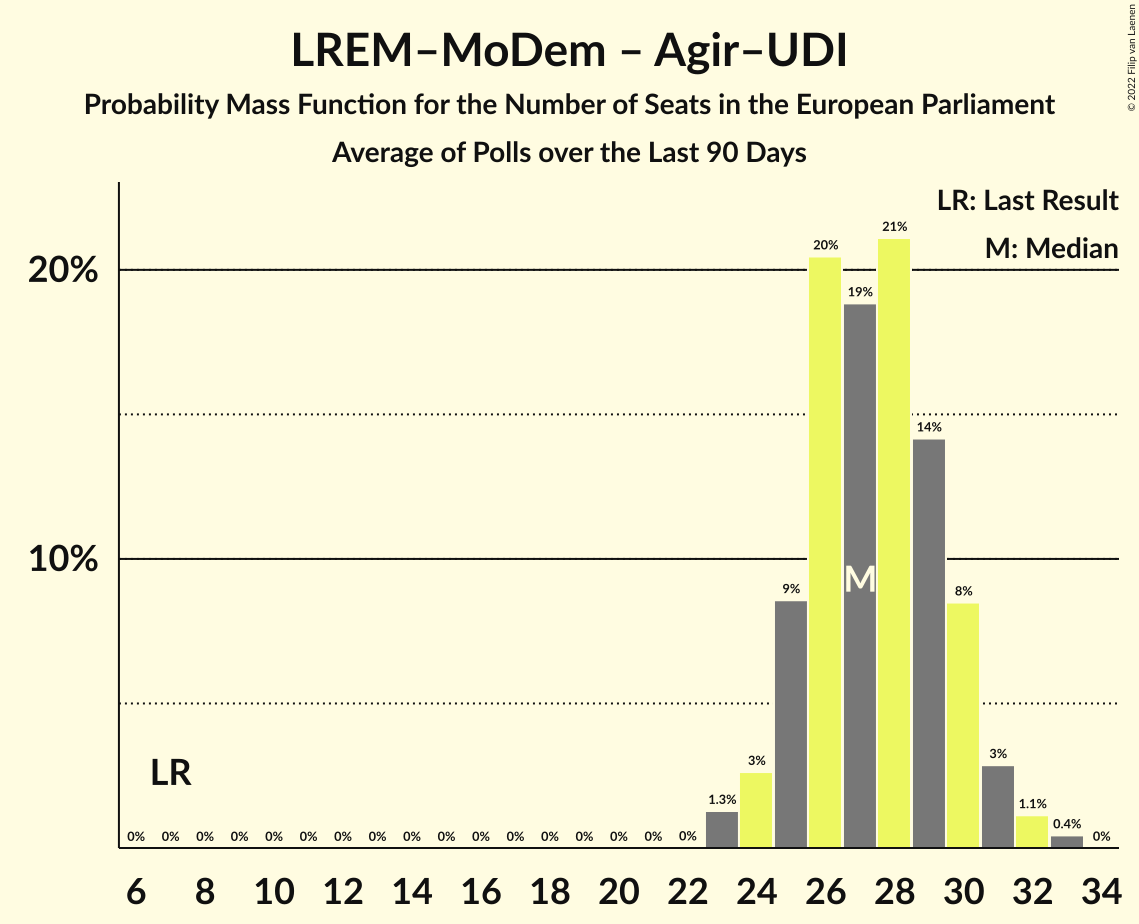 LREM–MoDem – Agir–UDI
Probability Mass Function for the Number of Seats in the European Parliament
Average of Polls over the Last 90 Days
© 2022 Filip van Laenen
LR: Last Result
M: Median
20%
10%
LR
M
0% 0% 0% 0% 0% 0% 0% 0% 0% 0% 0% 0% 0% 0% 0% 0% 0% 1.3% 3% 9% 20% 19% 21% 14% 8% 3% 1.1% 0.4% 0%
6 8 10 12 14 16 18 20 22 24 26 28 30 32 34